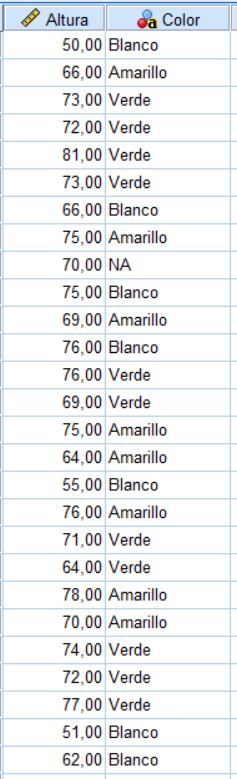 Altura Color
50,00 Blanco
66,00 Amarillo
73,00 Verde
72,00 Verde
81,00 Verde
73,00 Verde
66,00 Blanco
75,00 Amarillo
70,00 NA
75,00 Blanco
69,00 Amarillo
76,00 Blanco
76,00 Verde
69,00 Verde
75,00 Amarillo
64,00 Amarillo
55,00 Blanco
76,00 Amarillo
71,00 Verde
64,00 Verde
78,00 Amarillo
70,00 Amarillo
74,00 Verde
72,00 Verde
77,00 Verde
51,00 Blanco
62,00 Blanco